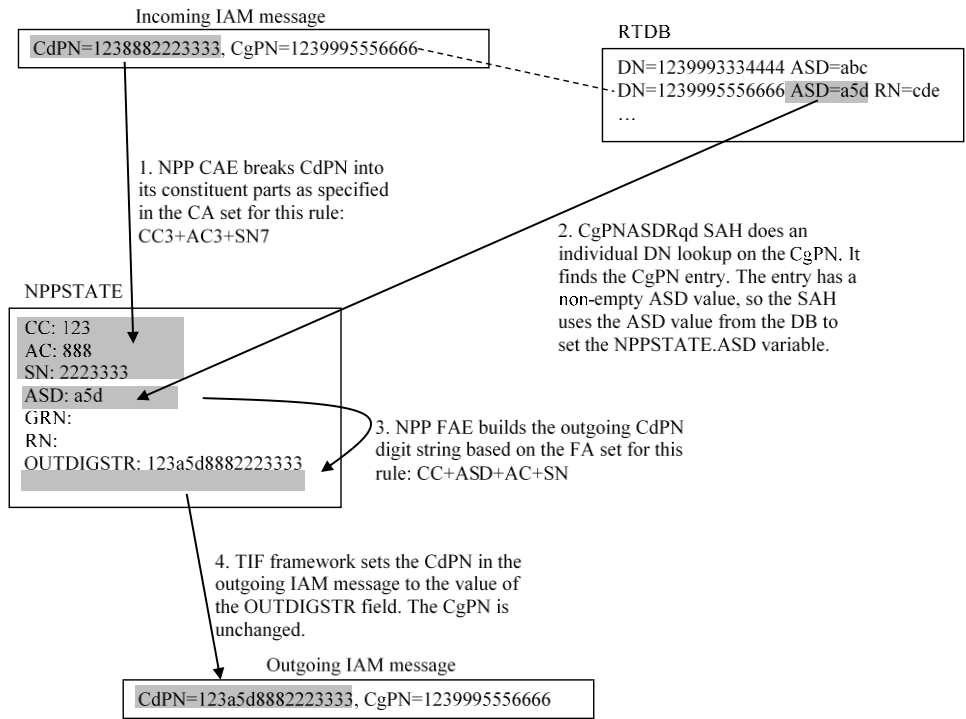 Incoming IAM message
CdPN=1238882223333, CgPN=1239995556666
RTDB
DN=1239993334444 ASD=abc
DN=1239995556666 ASD=a5d RN=cde
…
1. NPP CAE breaks CdPN into
its constituent parts as specified
in the CA set for this rule:
CC3+AC3+SN7
2. CgPNASDRqd SAH does an
individual DN lookup on the CgPN. It
finds the CgPN entry. The entry has a
non-empty ASD value, so the SAH
uses the ASD value from the DB to
set the NPPSTATE.ASD variable.
NPPSTATE
CC: 123
AC: 888
SN: 2223333
ASD: a5d
GRN:
RN:
OUTDIGSTR: 123a5d8882223333
3. NPP FAE builds the outgoing CdPN
digit string based on the FA set for this
rule: CC+ASD+AC+SN
4. TIF framework sets the CdPN in the
outgoing IAM message to the value of
the OUTDIGSTR field. The CgPN is
unchanged.
Outgoing IAM message
CdPN=123a5d8882223333, CgPN=1239995556666